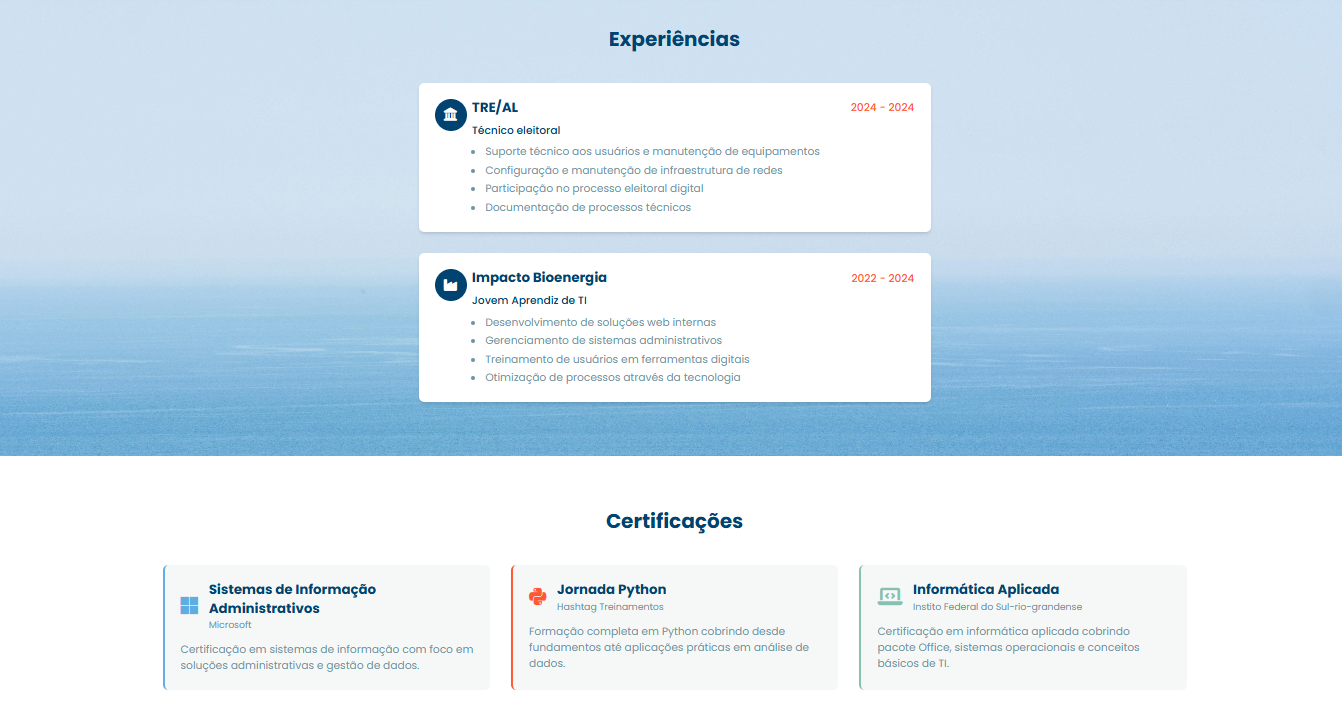 Experiências
TRE/AL
2024 - 2024
Técnico eleitoral
Suporte técnico aos usuários e manutenção de equipamentos
Configuração e manutenção de infraestrutura de redes
Participação no processo eleitoral digital
Documentação de processos técnicos
Impacto Bioenergia
2022 - 2024
Jovem Aprendiz de TI
Desenvolvimento de soluções web internas
Gerenciamento de sistemas administrativos
Treinamento de usuários em ferramentas digitais
Otimização de processos através da tecnologia
Certificações
Sistemas de Informação
Administrativos
Microsoft
Certificação em sistemas de informação com foco em
soluções administrativas e gestão de dados.
Jornada Python
Hashtag Treinamentos
Formação completa em Python cobrindo desde
fundamentos até aplicações práticas em análise de
dados.
Informática Aplicada
Instito Federal do Sul-rio-grandense
Certificação em informática aplicada cobrindo
pacote Office, sistemas operacionais e conceitos
básicos de TI.